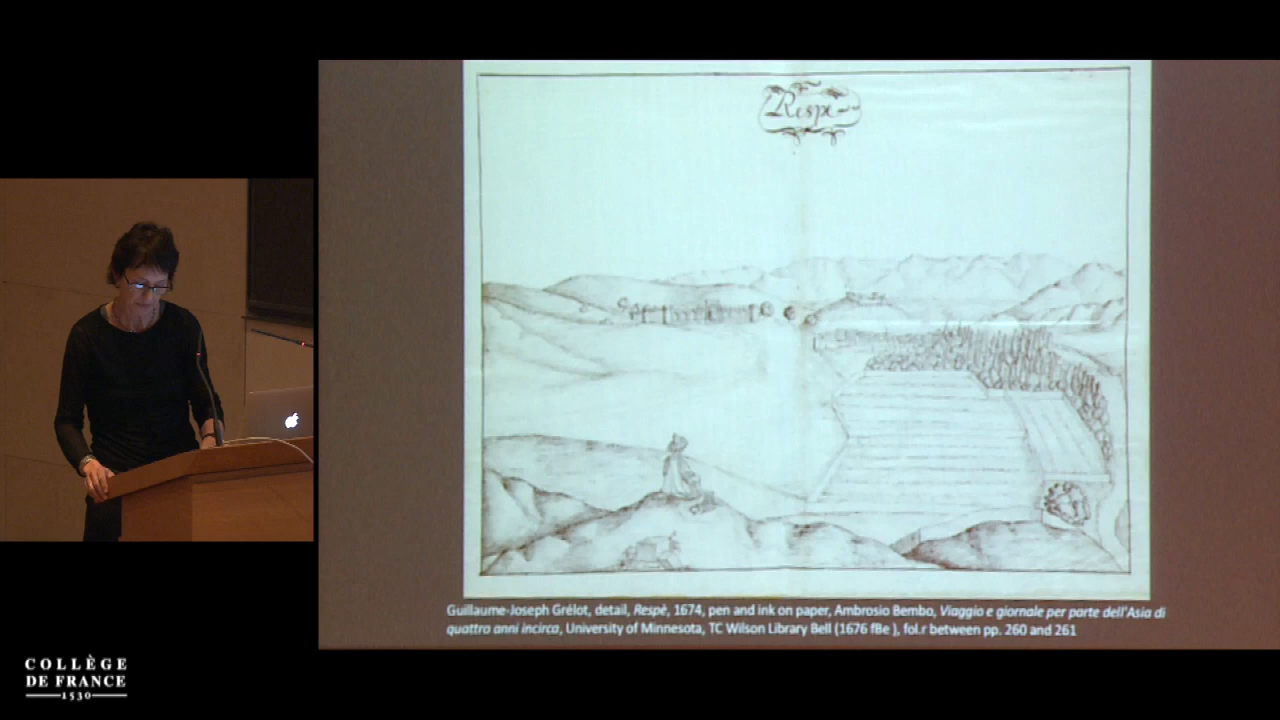 Respè
Guillaume-Joseph Grélot, detail, Respè, 1674, pen and ink on paper, Ambrosio Bembo, Viaggio e giornale per parte dell'Asia di
quattro anni incirca, University of Minnesota, TC Wilson Library Bell (1676 fBe ), fol.r between pp. 260 and 261
COLLÈGE
DE FRANCE
1530